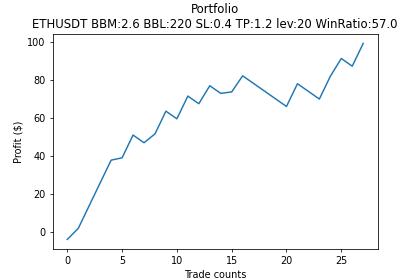 Portfolio
ETHUSDT BBM:2.6 BBL:220 SL:0.4 TP:1.2 lev:20 WinRatio:57.0
100
80
60
40
20
0
Profit ($)
0 5 10 15 20 25
Trade counts